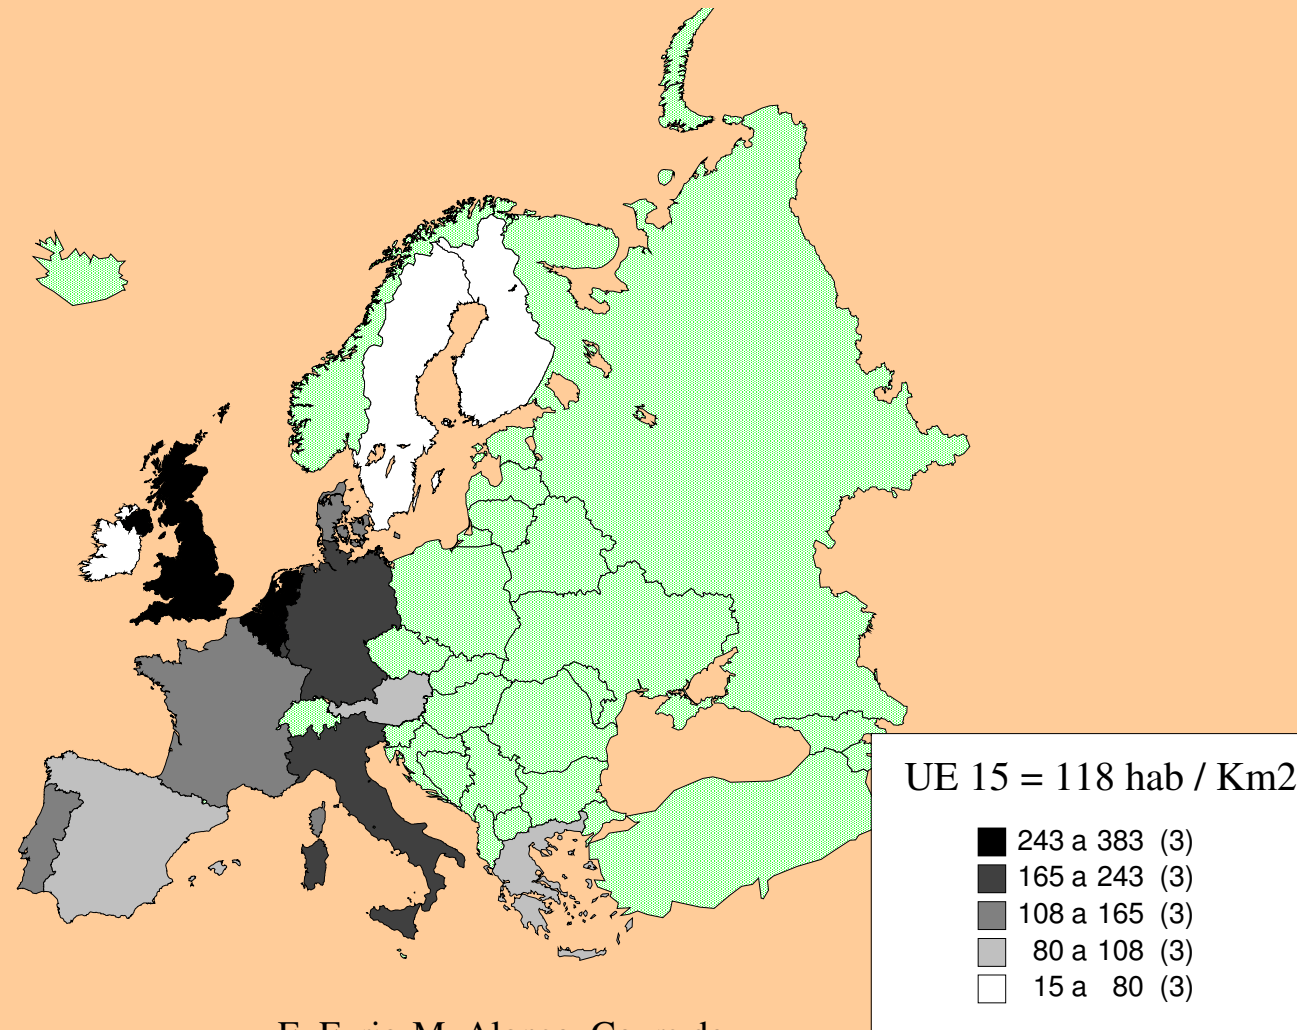 UE 15 = 118 hab / Km2
243 a 383 (3)
165 a 243 (3)
108 a 165 (3)
80 a 108 (3)
15 a 80 (3)